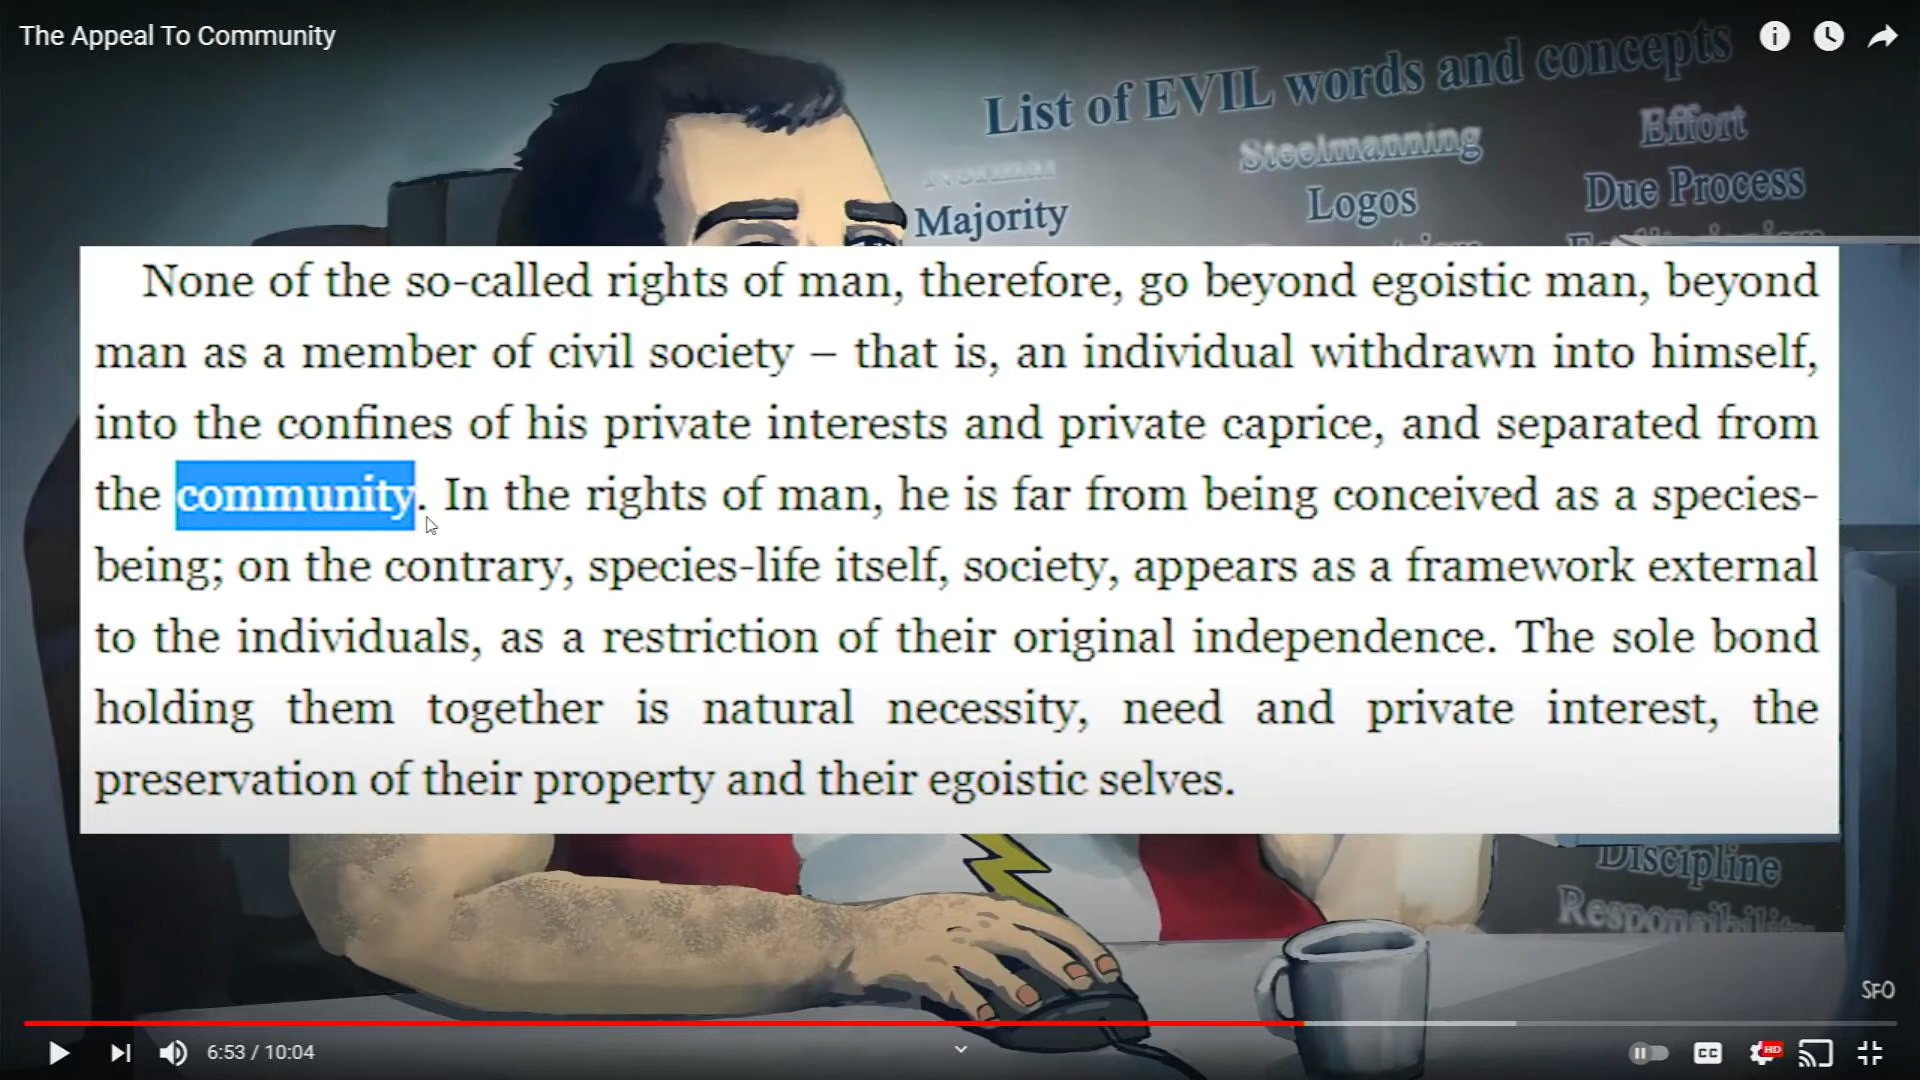 The Appeal To Community
List of EVIL words and concepts
Majority
Steelmanning
Logos
Effort
Due Process
None of the so-called rights of man, therefore, go beyond egoistic man, beyond
man as a member of civil society – that is, an individual withdrawn into himself,
into the confines of his private interests and private caprice, and separated from
the community. In the rights of man, he is far from being conceived as a species-
being; on the contrary, species-life itself, society, appears as a framework external
to the individuals, as a restriction of their original independence. The sole bond
holding them together is natural necessity, need and private interest, the
preservation of their property and their egoistic selves.
Discipline
Responsibility
SFO
6:53 / 10:04
CC
HD